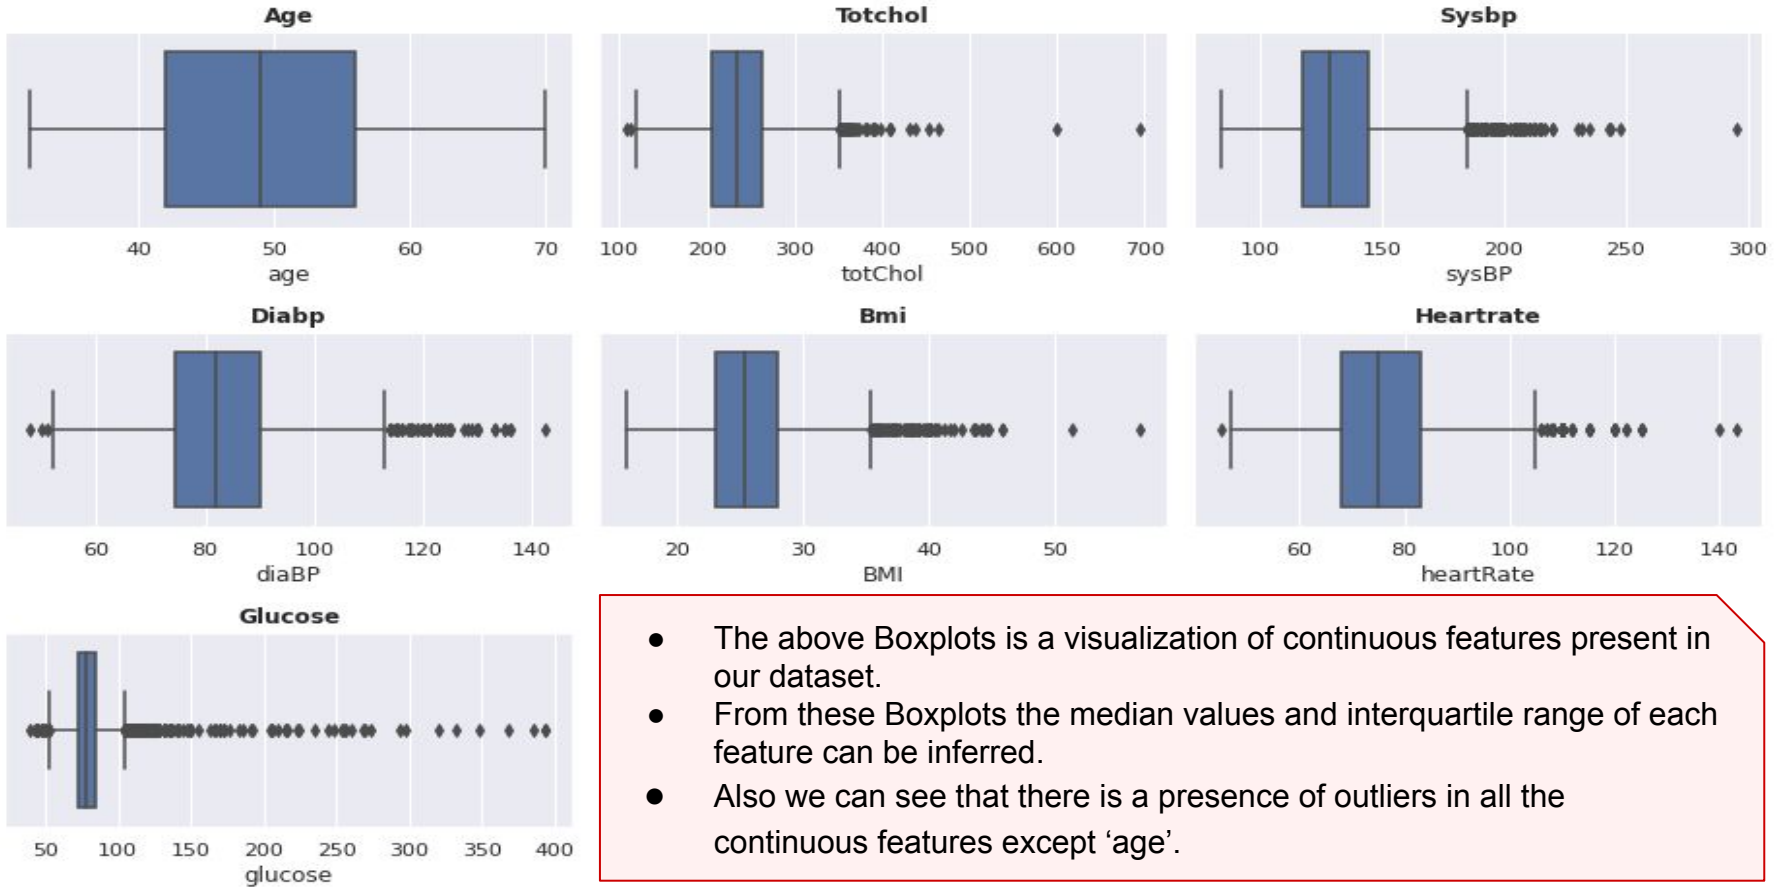 Age
Totchol
Sysbp
40 50 60 70
100 200 300 400 500 600 700
100 150 200 250 300
age
totChol
sysBP
Diabp
Bmi
Heartrate
60 80 100 120 140
20 30 40 50
60 80 100 120 140
diaBP
BMI
heartRate
Glucose
50 100 150 200 250 300 350 400
glucose
● The above Boxplots is a visualization of continuous features present in
our dataset.
● From these Boxplots the median values and interquartile range of each
feature can be inferred.
● Also we can see that there is a presence of outliers in all the
continuous features except ‘age’.